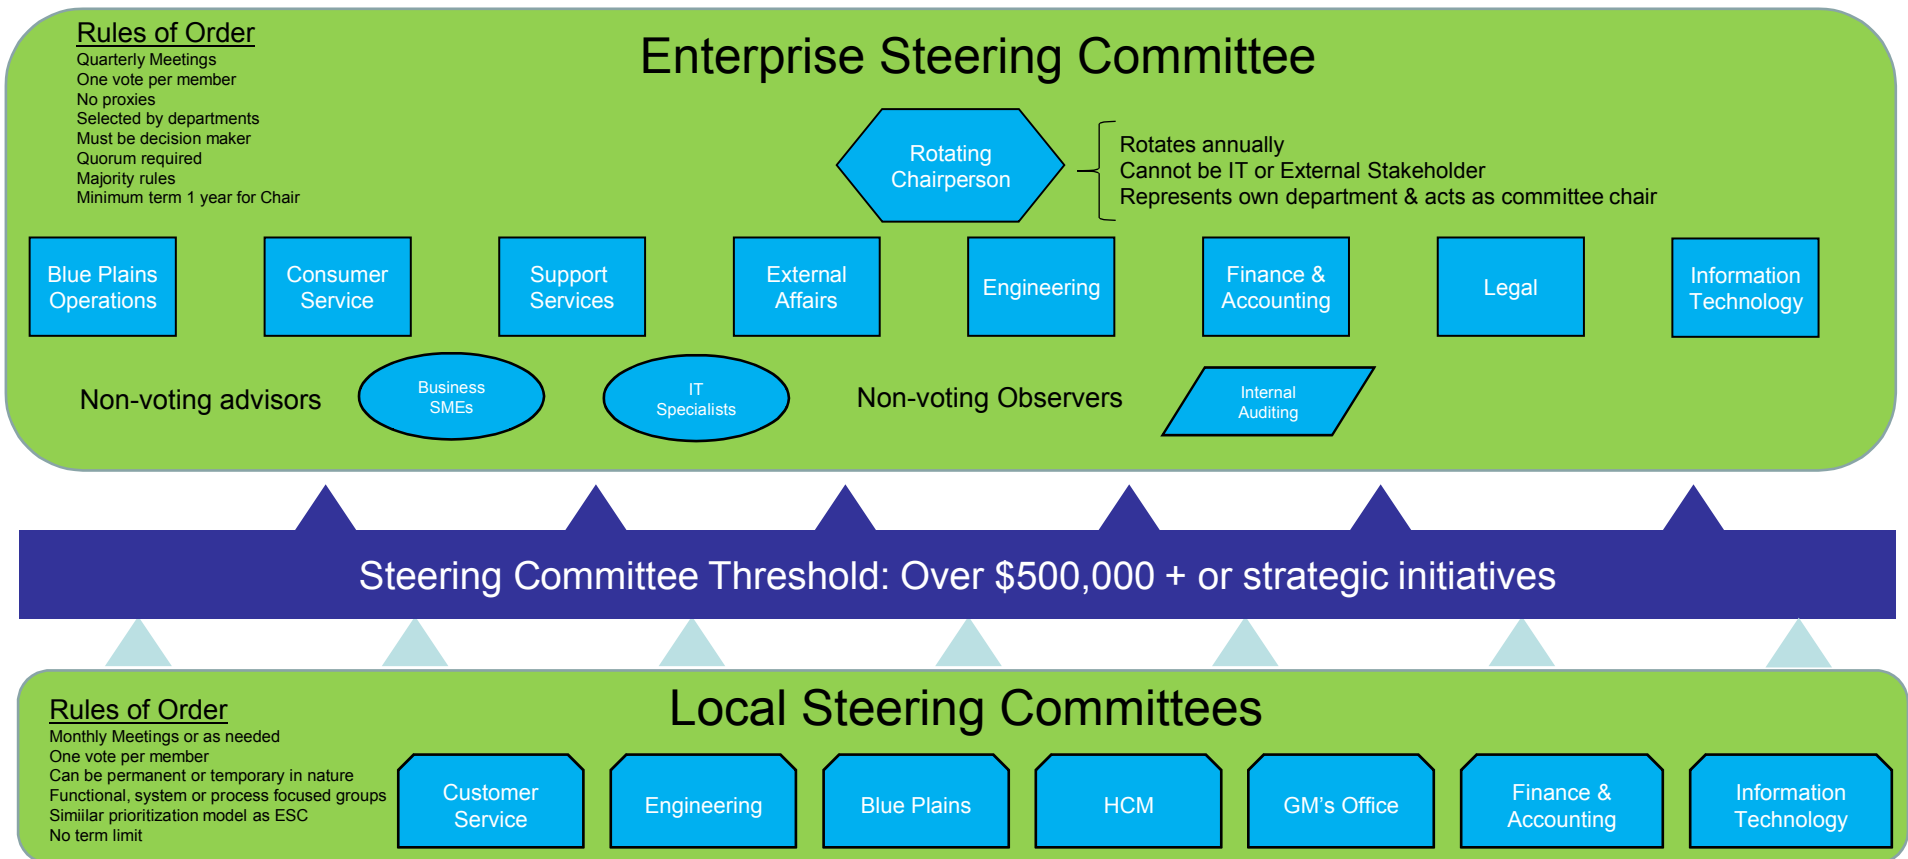 Rules of Order
Quarterly Meetings
One vote per member
No proxies
Selected by departments
Must be decision maker
Quorum required
Majority rules
Minimum term 1 year for Chair
Enterprise Steering Committee
Rotating
Chairperson
Rotates annually
Cannot be IT or External Stakeholder
Represents own department & acts as committee chair
Blue Plains
Operations
Consumer
Service
Support
Services
External
Affairs
Engineering
Finance &
Accounting
Legal
Information
Technology
Non-voting advisors
Business
SMEs
IT
Specialists
Non-voting Observers
Internal
Auditing
Steering Committee Threshold: Over $500,000 + or strategic initiatives
Local Steering Committees
Rules of Order
Monthly Meetings or as needed
One vote per member
Can be permanent or temporary in nature
Functional, system or process focused groups
Simiilar prioritization model as ESC
No term limit
Customer
Service
Engineering
Blue Plains
HCM
GM's Office
Finance &
Accounting
Information
Technology